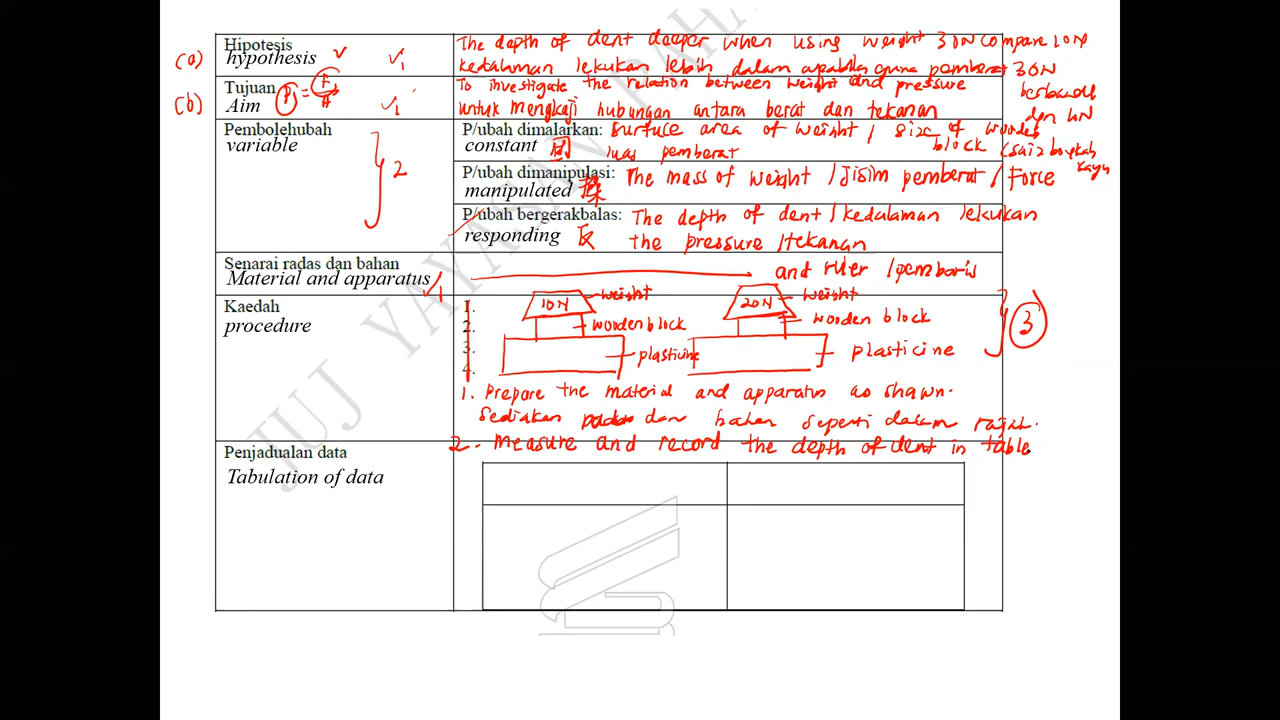 (a)
Hipotesis
hypothesis
The depth of dent deeper when using weight 30N compare 10N
kedalaman lekukan lebih dalam apabila guna pemberat 30N
berbanding
dan 10N
(b)
Tujuan
Aim
P = F/A
To investigate the relation between weight and pressure
untuk mengkaji hubungan antara berat dan tekanan
Pembolehubah
variable
2
P/ubah dimalarkan: surface area of weight / size of wooden block
constant 固 luas pemberat (saiz bongkah kayu
P/ubah dimanipulasi: The mass of weight / Jisim pemberat / Force
manipulated 操
P/ubah bergerakbalas: The depth of dent / kedalaman lekukan
responding 反 the pressure / tekanan
Senarai radas dan bahan
Material and apparatus
and ruler / pembaris
Kaedah
procedure
1.
2.
3.
4.
10N weight
wooden block
plasticine
20N weight
wooden block
plasticine
3
1. Prepare the material and apparatus as shown.
Sediakan radas dan bahan seperti dalam rajah.
2. Measure and record the depth of dent in table
Penjadualan data
Tabulation of data
JUJ YAYASAN PAHA